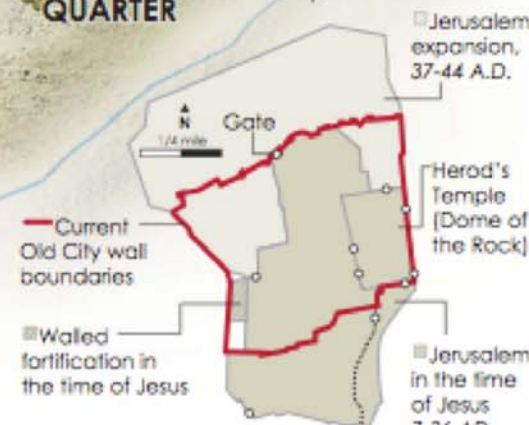 QUARTER
Jerusalem
expansion,
37-44 A.D.
N
1/4 mile
Gate
Herod's
Temple
(Dome of
the Rock)
Current
Old City wall
boundaries
Walled
fortification in
the time of Jesus
Jerusalem
in the time
of Jesus